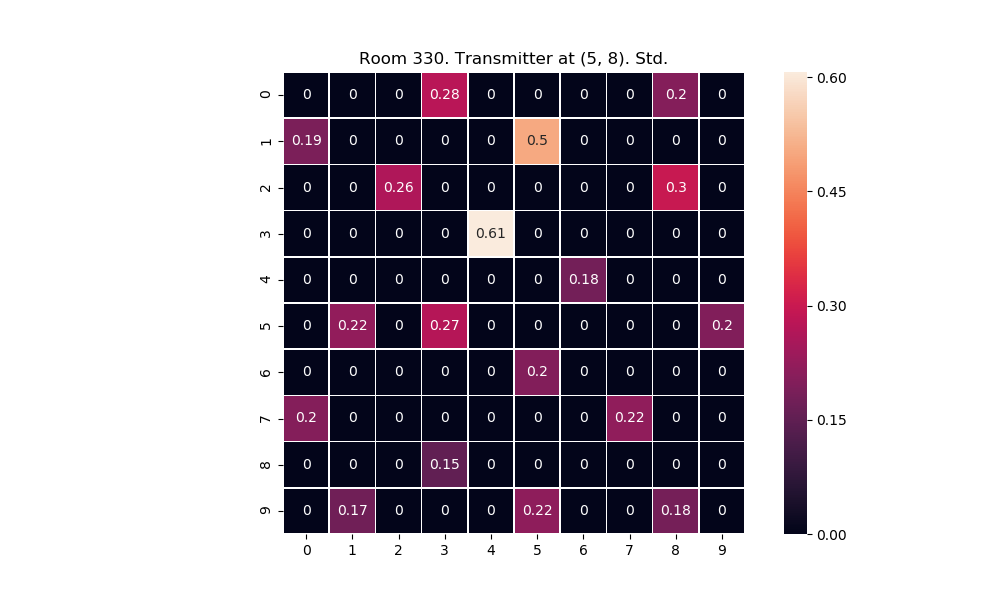 Room 330. Transmitter at (5, 8). Std.
0 0 0 0 0.28 0 0 0 0 0.2 0
1 0.19 0 0 0 0 0.5 0 0 0 0
2 0 0 0.26 0 0 0 0 0 0.3 0
3 0 0 0 0 0.61 0 0 0 0 0
4 0 0 0 0 0 0 0.18 0 0 0
5 0 0.22 0 0.27 0 0 0 0 0 0.2
6 0 0 0 0 0 0.2 0 0 0 0
7 0.2 0 0 0 0 0 0 0.22 0 0
8 0 0 0 0.15 0 0 0 0 0 0
9 0 0.17 0 0 0 0.22 0 0 0.18 0
0 1 2 3 4 5 6 7 8 9
0.60
0.45
0.30
0.15
0.00